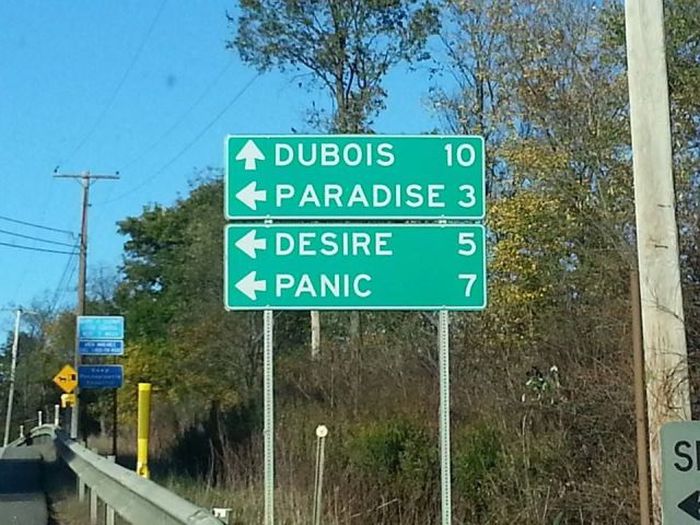 DUBOIS 10
PARADISE 3
DESIRE 5
PANIC 7